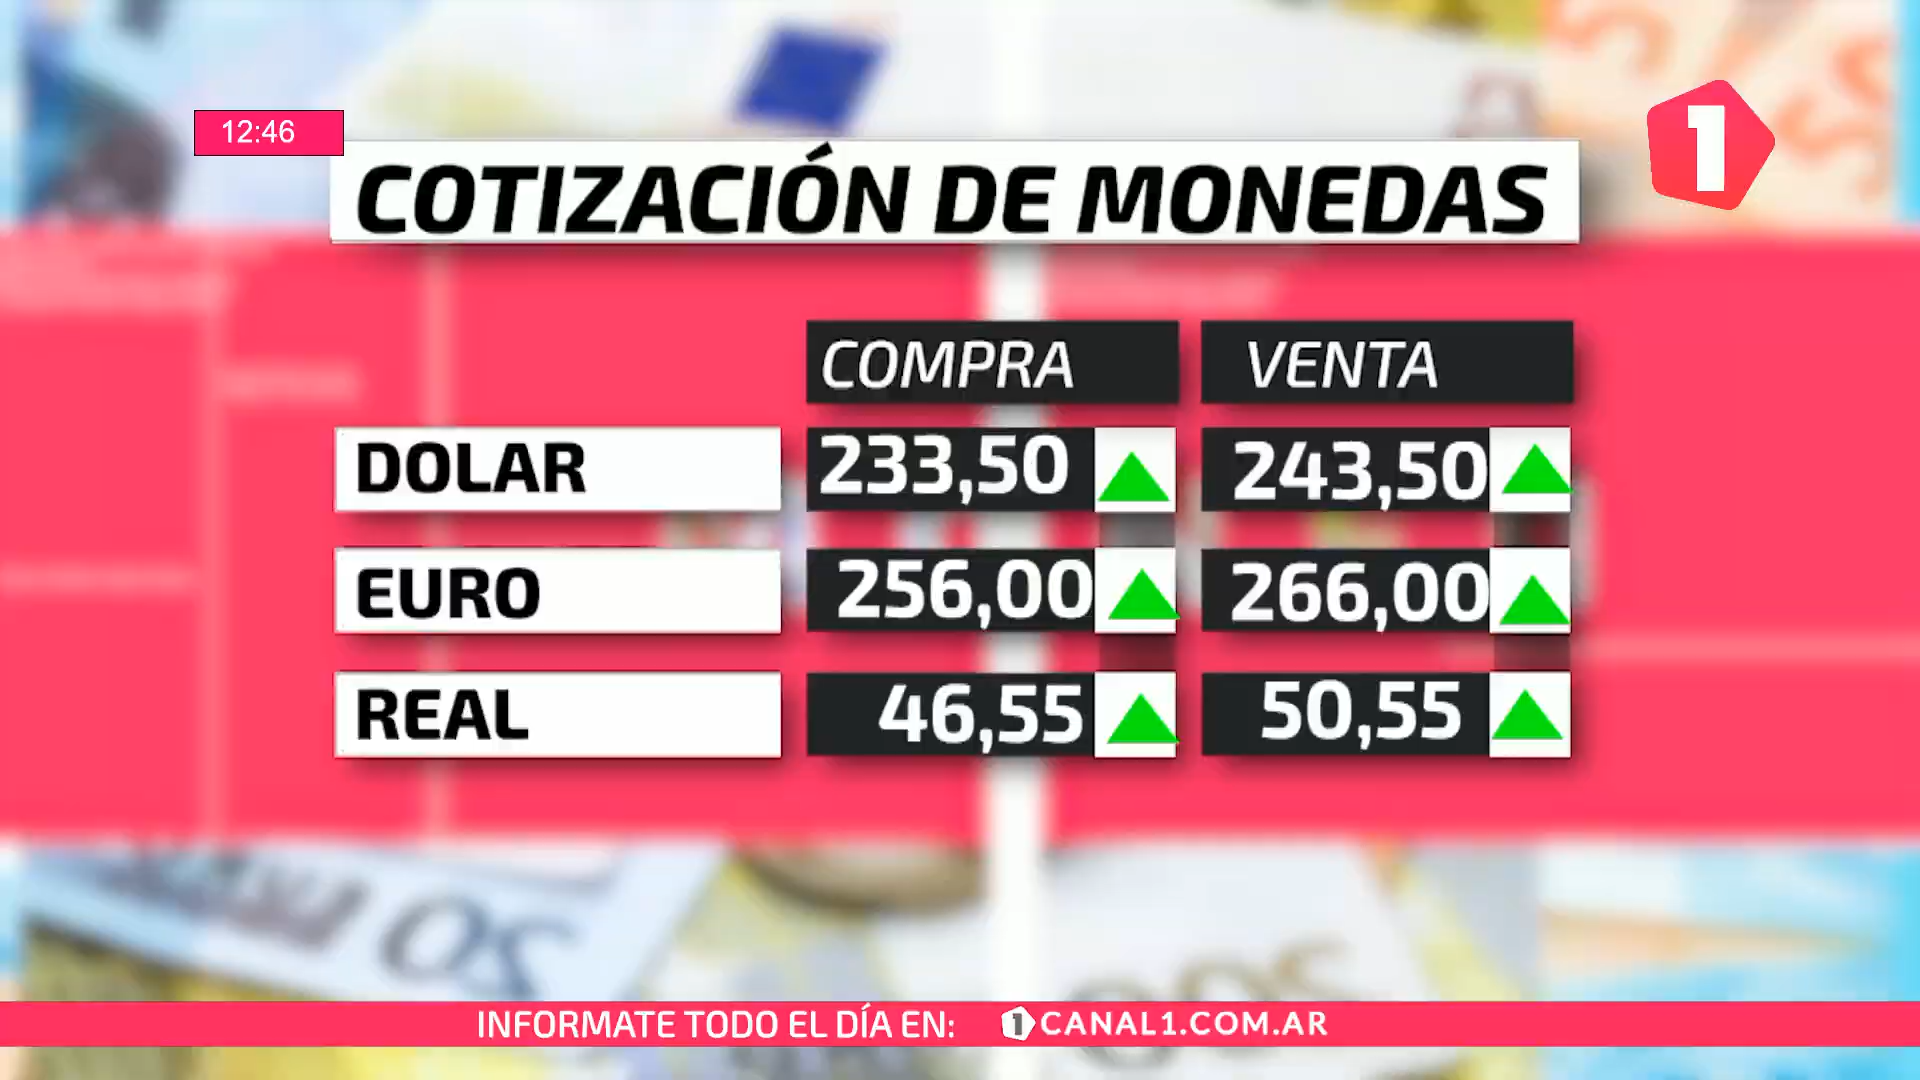 12:46
1
COTIZACIÓN DE MONEDAS
COMPRA VENTA
DOLAR 233,50 243,50
EURO 256,00 266,00
REAL 46,55 50,55
INFORMATE TODO EL DÍA EN: 1 CANAL1.COM.AR